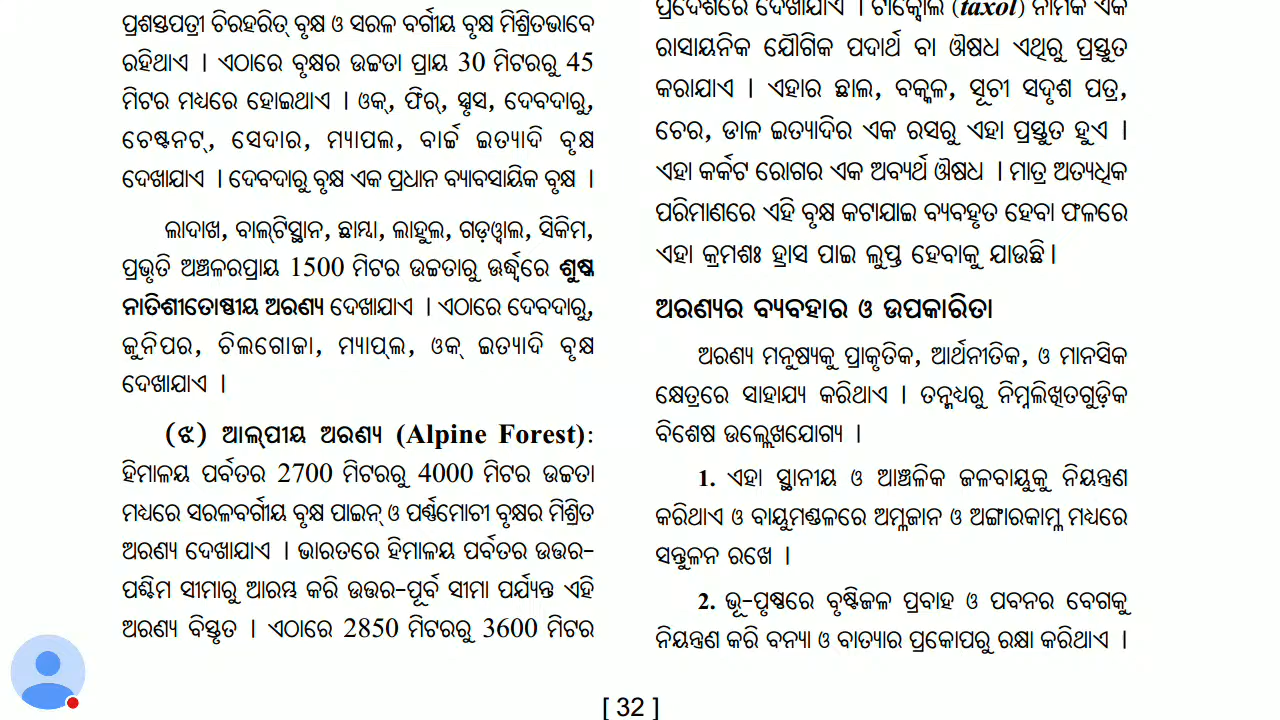 ପ୍ରଶସ୍ତପତ୍ରୀ ଚିରହରିତ୍ ବୃକ୍ଷ ଓ ସରଳ ବର୍ଗୀୟ ବୃକ୍ଷ ମିଶ୍ରିତଭାବେ
ରହିଥାଏ । ଏଠାରେ ବୃକ୍ଷର ଉଚ୍ଚତା ପ୍ରାୟ 30 ମିଟରରୁ 45
ମିଟର ମଧ୍ୟରେ ହୋଇଥାଏ । ଓକ୍, ଫିର୍, ସ୍ପ୍ରୁସ, ଦେବଦାରୁ,
ଚେଷ୍ଟନଟ୍, ସେଦାର, ମ୍ୟାପଲ, ବାର୍ଚ୍ଚ ଇତ୍ୟାଦି ବୃକ୍ଷ
ଦେଖାଯାଏ । ଦେବଦାରୁ ବୃକ୍ଷ ଏକ ପ୍ରଧାନ ବ୍ୟାବସାୟିକ ବୃକ୍ଷ ।
ଲାଦାଖ, ବାଲ୍‌ଟିସ୍ଥାନ, ଛାମ୍ବା, ଲାହୁଲ, ଗଡ଼ୱାଲ, ସିକିମ,
ପ୍ରଭୃତି ଅଞ୍ଚଳରପ୍ରାୟ 1500 ମିଟର ଉଚ୍ଚତାରୁ ଊର୍ଦ୍ଧ୍ୱରେ ଶୁଷ୍କ
ନାତିଶୀତୋଷ୍ଣୀୟ ଅରଣ୍ୟ ଦେଖାଯାଏ । ଏଠାରେ ଦେବଦାରୁ,
ଜୁନିପର, ଚିଲଗୋଜା, ମ୍ୟାପ୍‌ଲ, ଓକ୍ ଇତ୍ୟାଦି ବୃକ୍ଷ
ଦେଖାଯାଏ ।
(୫) ଆଲ୍‌ପୀୟ ଅରଣ୍ୟ (Alpine Forest):
ହିମାଳୟ ପର୍ବତର 2700 ମିଟରରୁ 4000 ମିଟର ଉଚ୍ଚତା
ମଧ୍ୟରେ ସରଳବର୍ଗୀୟ ବୃକ୍ଷ ପାଇନ୍ ଓ ପର୍ଣ୍ଣମୋଚୀ ବୃକ୍ଷର ମିଶ୍ରିତ
ଅରଣ୍ୟ ଦେଖାଯାଏ । ଭାରତରେ ହିମାଳୟ ପର୍ବତର ଉତ୍ତର-
ପଶ୍ଚିମ ସୀମାରୁ ଆରମ୍ଭ କରି ଉତ୍ତର-ପୂର୍ବ ସୀମା ପର୍ଯ୍ୟନ୍ତ ଏହି
ଅରଣ୍ୟ ବିସ୍ତୃତ । ଏଠାରେ 2850 ମିଟରରୁ 3600 ମିଟର
ପ୍ରଦେଶରେ ଦେଖାଯାଏ । ଟାକ୍ସୋଲ (taxol) ନାମକ ଏକ
ରାସାୟନିକ ଯୌଗିକ ପଦାର୍ଥ ବା ଔଷଧ ଏଥିରୁ ପ୍ରସ୍ତୁତ
କରାଯାଏ । ଏହାର ଛାଲ, ବକ୍କଳ, ସୂଚୀ ସଦୃଶ ପତ୍ର,
ଚେର, ଡାଳ ଇତ୍ୟାଦିର ଏକ ରସରୁ ଏହା ପ୍ରସ୍ତୁତ ହୁଏ ।
ଏହା କର୍କଟ ରୋଗର ଏକ ଅବ୍ୟର୍ଥ ଔଷଧ । ମାତ୍ର ଅତ୍ୟଧିକ
ପରିମାଣରେ ଏହି ବୃକ୍ଷ କଟାଯାଇ ବ୍ୟବହୃତ ହେବା ଫଳରେ
ଏହା କ୍ରମଶଃ ହ୍ରାସ ପାଇ ଲୁପ୍ତ ହେବାକୁ ଯାଉଛି ।
ଅରଣ୍ୟର ବ୍ୟବହାର ଓ ଉପକାରିତା
ଅରଣ୍ୟ ମନୁଷ୍ୟକୁ ପ୍ରାକୃତିକ, ଆର୍ଥନୀତିକ, ଓ ମାନସିକ
କ୍ଷେତ୍ରରେ ସାହାଯ୍ୟ କରିଥାଏ । ତନ୍ମଧ୍ୟରୁ ନିମ୍ନଲିଖିତଗୁଡ଼ିକ
ବିଶେଷ ଉଲ୍ଲେଖଯୋଗ୍ୟ ।
1. ଏହା ସ୍ଥାନୀୟ ଓ ଆଞ୍ଚଳିକ ଜଳବାୟୁକୁ ନିୟନ୍ତ୍ରଣ
କରିଥାଏ ଓ ବାୟୁମଣ୍ଡଳରେ ଅମ୍ଳଜାନ ଓ ଅଙ୍ଗାରକାମ୍ଳ ମଧ୍ୟରେ
ସନ୍ତୁଳନ ରଖେ ।
2. ଭୂ-ପୃଷ୍ଠରେ ବୃଷ୍ଟିଜଳ ପ୍ରବାହ ଓ ପବନର ବେଗକୁ
ନିୟନ୍ତ୍ରଣ କରି ବନ୍ୟା ଓ ବାତ୍ୟାର ପ୍ରକୋପରୁ ରକ୍ଷା କରିଥାଏ ।
[ 32 ]